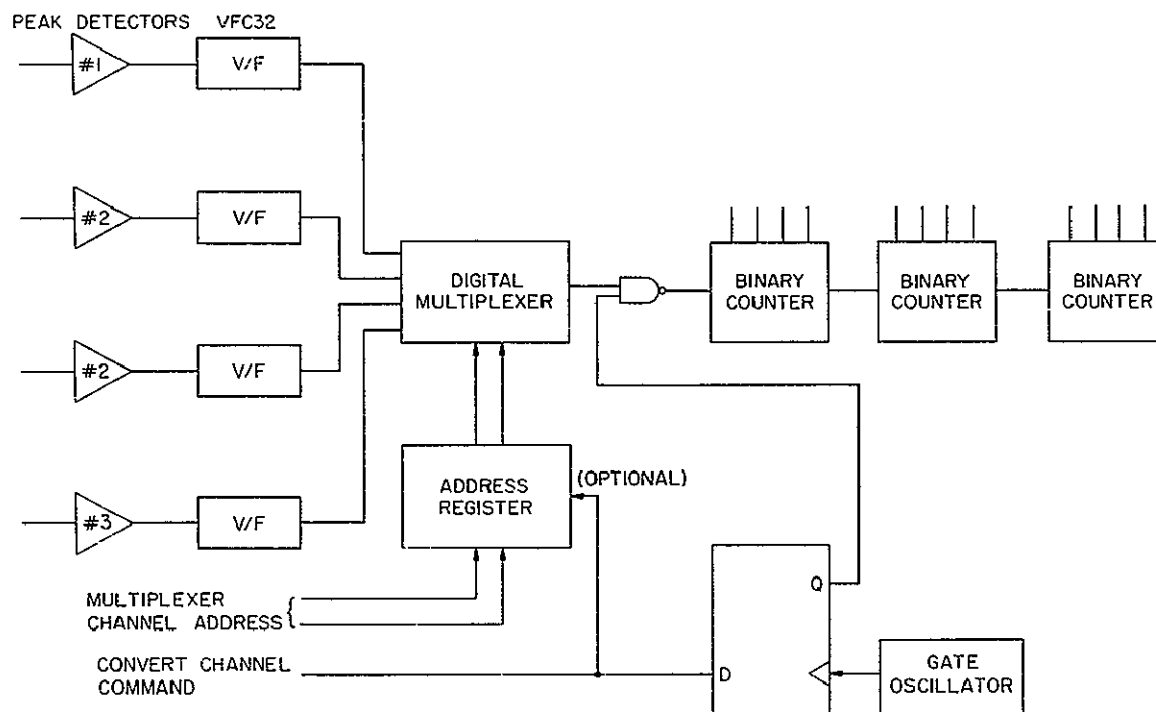 PEAK DETECTORS VFC32
#1
V/F
#2
V/F
#2
V/F
#3
V/F
DIGITAL
MULTIPLEXER
BINARY
COUNTER
BINARY
COUNTER
BINARY
COUNTER
ADDRESS
REGISTER
(OPTIONAL)
MULTIPLEXER
CHANNEL ADDRESS {
CONVERT CHANNEL
COMMAND
D
Q
GATE
OSCILLATOR